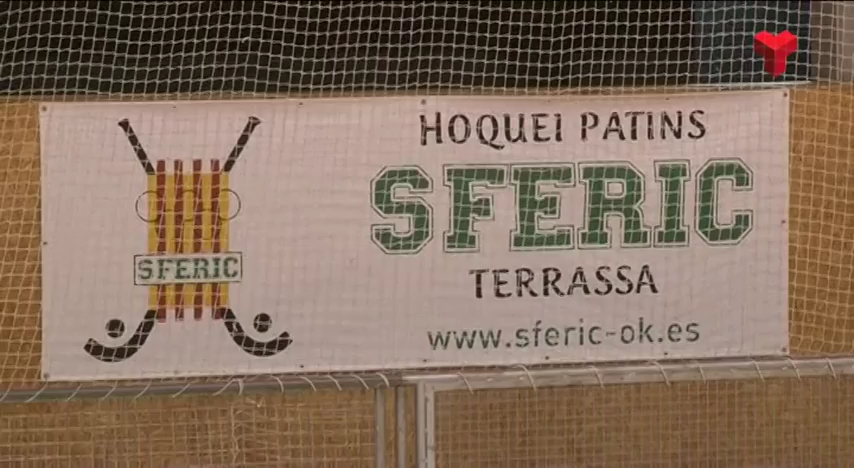 HOQUEI PATINS
SFERIC
SFERIC
TERRASSA
www.sferic-ok.es